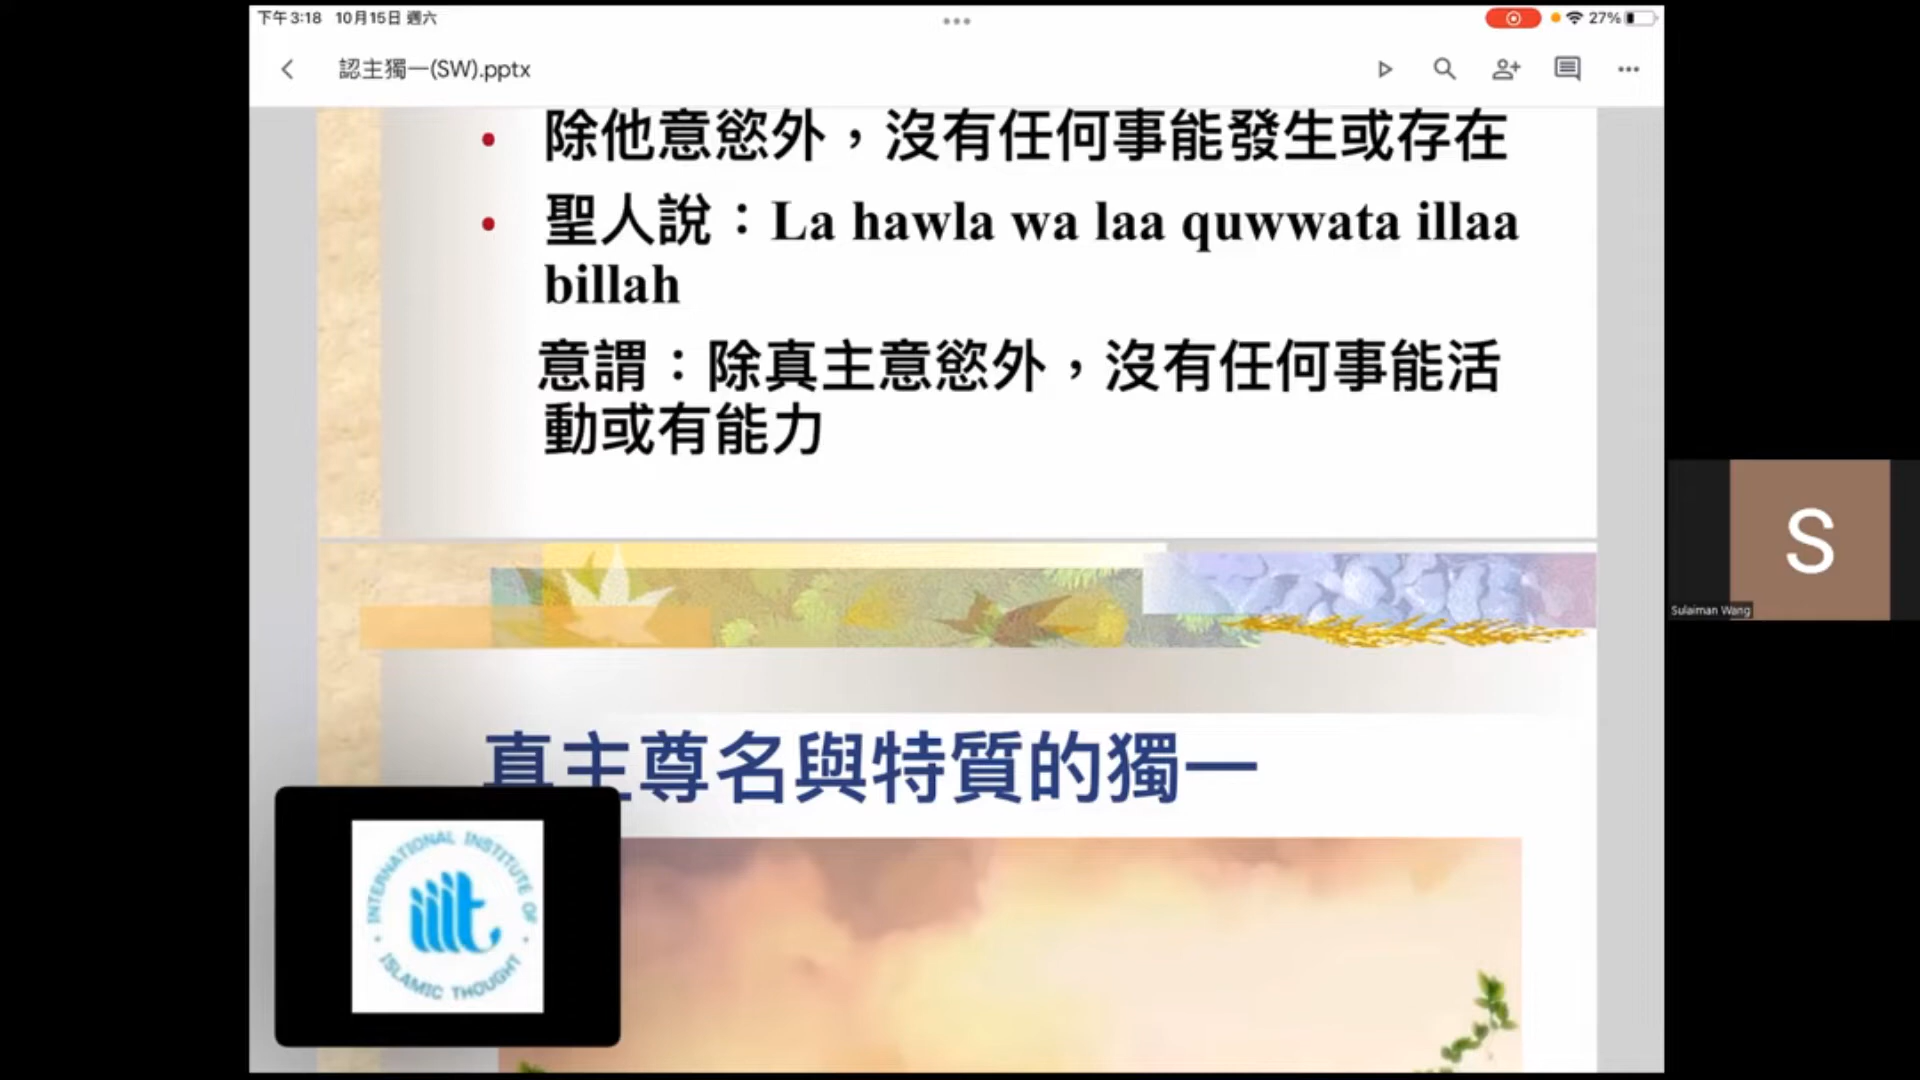 下午3:18 10月15日 週六
27%
認主獨一(SW).pptx
• 除他意慾外，沒有任何事能發生或存在
• 聖人說：La hawla wa laa quwwata illaa
billah
意謂：除真主意慾外，沒有任何事能活
動或有能力
真主尊名與特質的獨一
INTERNATIONAL INSTITUTE OF
iiit
ISLAMIC THOUGHT
S
Sulaiman Wang